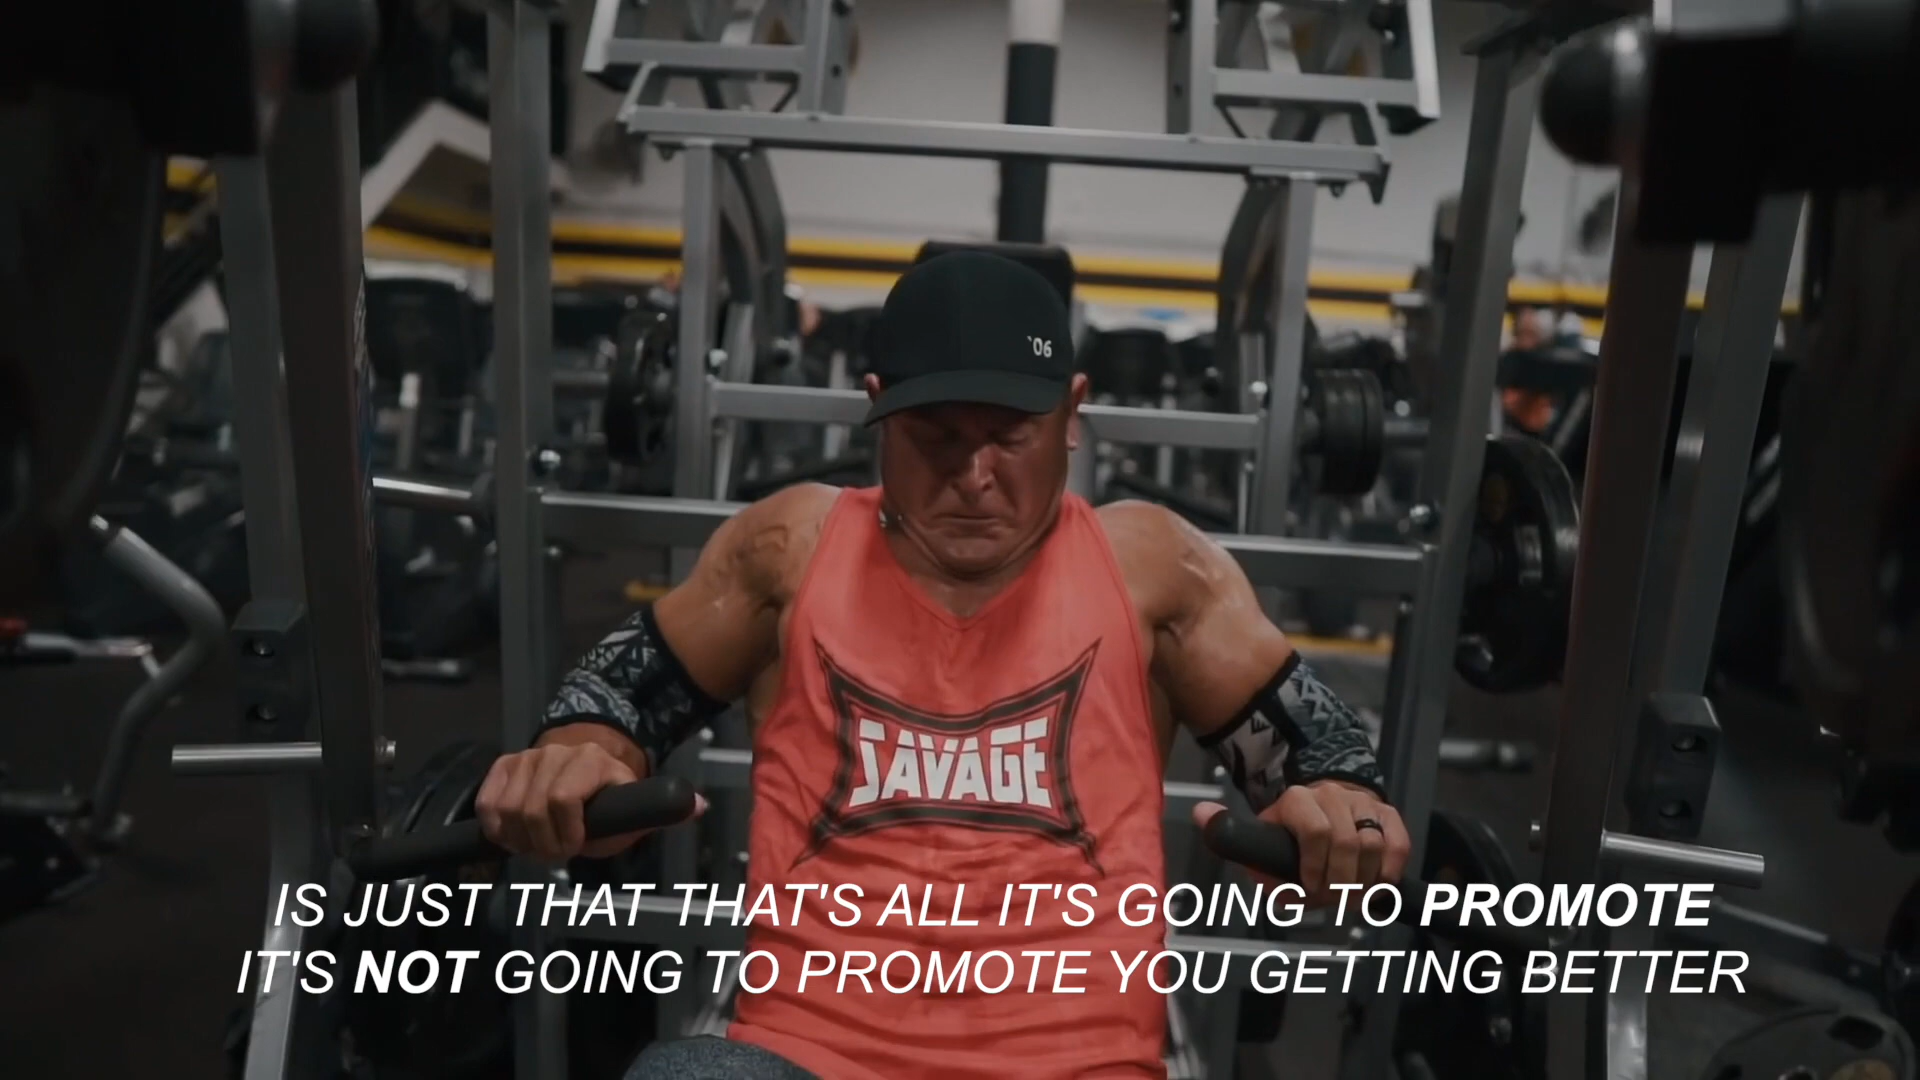 `06
SAVAGE
IS JUST THAT THAT'S ALL IT'S GOING TO PROMOTE
IT'S NOT GOING TO PROMOTE YOU GETTING BETTER